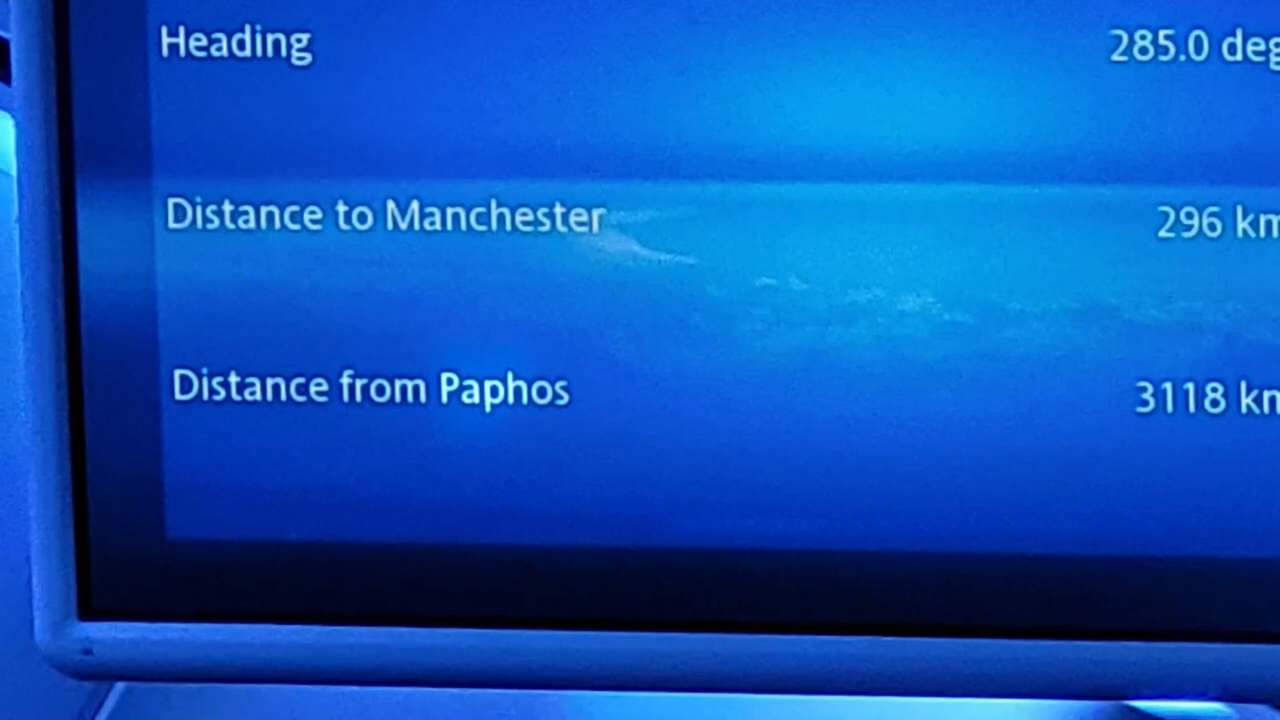 Heading 285.0 deg
Distance to Manchester 296 km
Distance from Paphos 3118 km